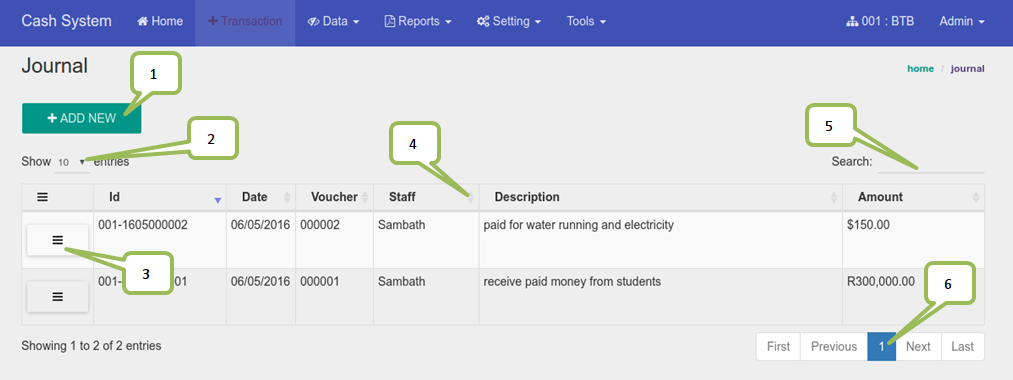 Cash System Home Transaction Data Reports Setting Tools 001 : BTB Admin
Journal
home / journal
1
ADD NEW
2
4
5
Show 10 entries
Search:
Id Date Voucher Staff Description Amount
001-1605000002 06/05/2016 000002 Sambath paid for water running and electricity $150.00
3
001- 01 06/05/2016 000001 Sambath receive paid money from students R300,000.00
6
Showing 1 to 2 of 2 entries
First Previous 1 Next Last